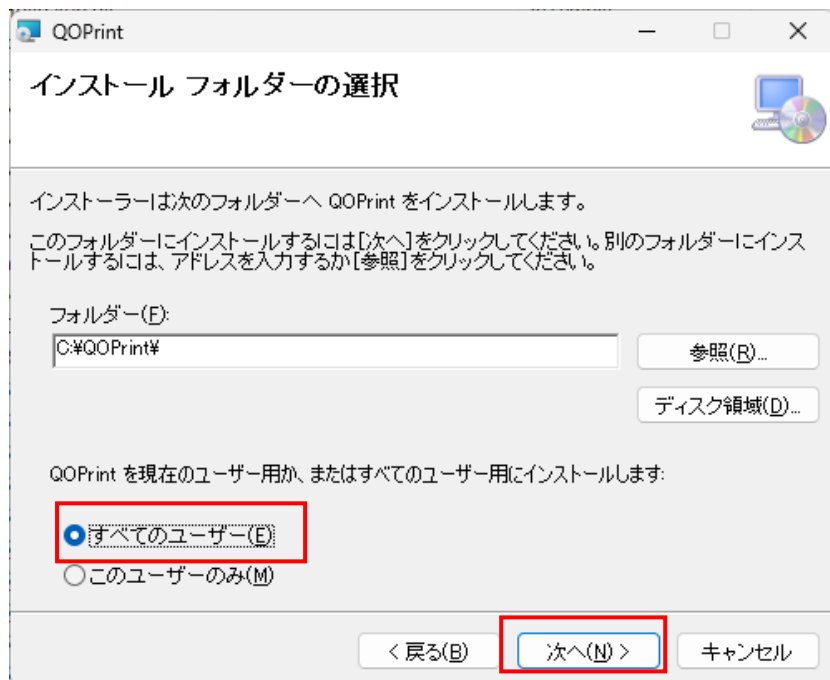 QOPrint
インストール フォルダーの選択
インストーラーは次のフォルダーへ QOPrint をインストールします。
このフォルダーにインストールするには[次へ]をクリックしてください。別のフォルダーにインス
トールするには、アドレスを入力するか[参照]をクリックしてください。
フォルダー(F):
C:¥QOPrint¥
参照(R)...
ディスク領域(D)...
QOPrint を現在のユーザー用か、またはすべてのユーザー用にインストールします:
すべてのユーザー(E)
このユーザーのみ(M)
< 戻る(B)
次へ(N) >
キャンセル